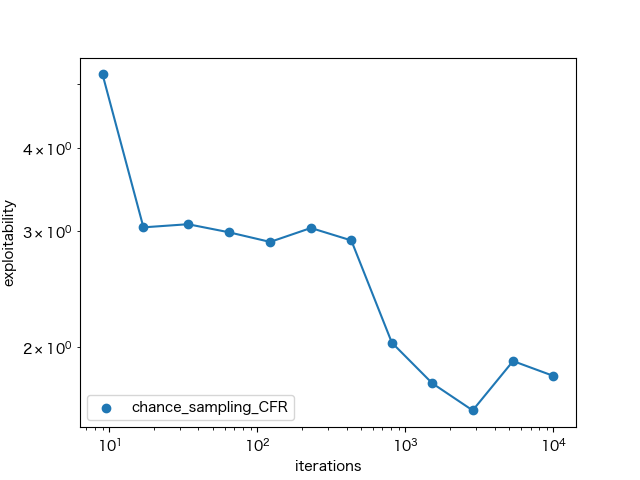 exploitability
4 × 10⁰
3 × 10⁰
2 × 10⁰
chance_sampling_CFR
10¹
10²
10³
10⁴
iterations